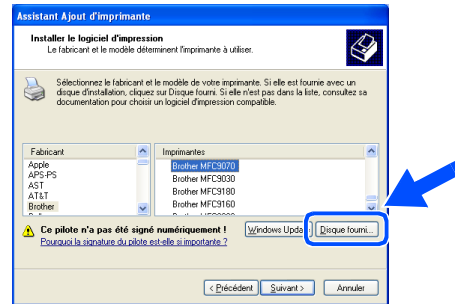 Assistant Ajout d'imprimante
Installer le logiciel d'impression
Le fabricant et le modèle déterminent l'imprimante à utiliser.
Sélectionnez le fabricant et le modèle de votre imprimante. Si elle est fournie avec un
disque d'installation, cliquez sur Disque fourni. Si elle n'est pas dans la liste, consultez sa
documentation pour choisir un logiciel d'impression compatible.
Fabricant
Apple
APS-PS
AST
AT&T
Brother
Imprimantes
Brother MFC9070
Brother MFC9030
Brother MFC9180
Brother MFC9160
Ce pilote n'a pas été signé numériquement !
Pourquoi la signature du pilote est-elle si importante ?
Windows Upda
Disque fourni...
< Précédent
Suivant >
Annuler